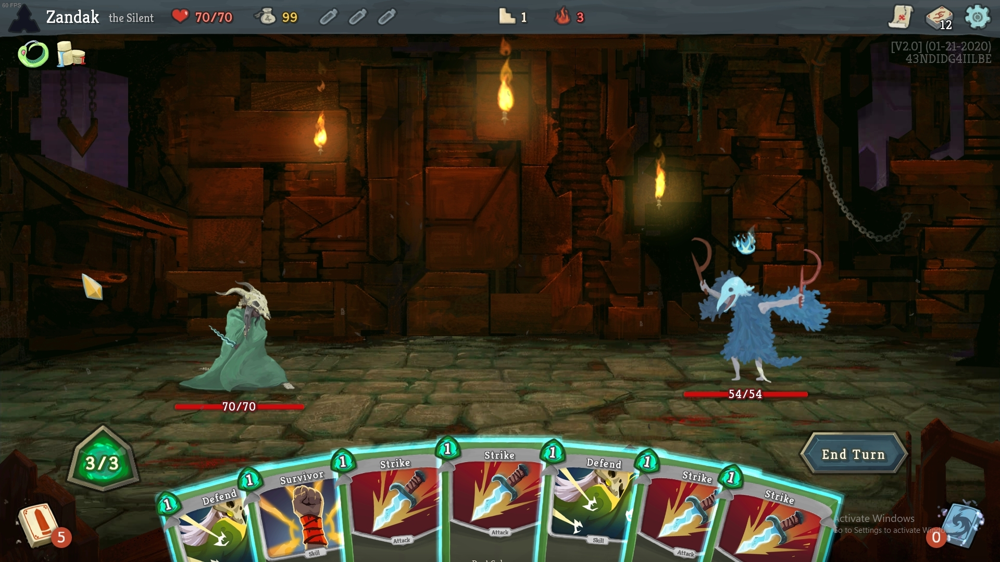 60 FPS
Zandak the Silent 70/70 99 1 3 12
[V2.0] (01-21-2020)
43NDIDG4IILBE
70/70
54/54
3/3
End Turn
1 Defend
1 Survivor Skill
1 Strike Attack
1 Strike Attack
1 Defend Skill
1 Strike Attack
1 Strike
5
0
Activate Windows
Go to Settings to activate Windo